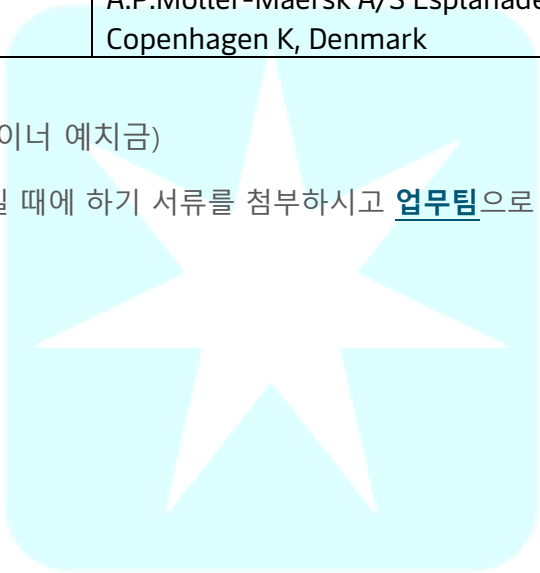 A.P.Moller-Maersk A/S Esplanade
Copenhagen K, Denmark
이너 예치금)
때에 하기 서류를 첨부하시고 업무팀으로